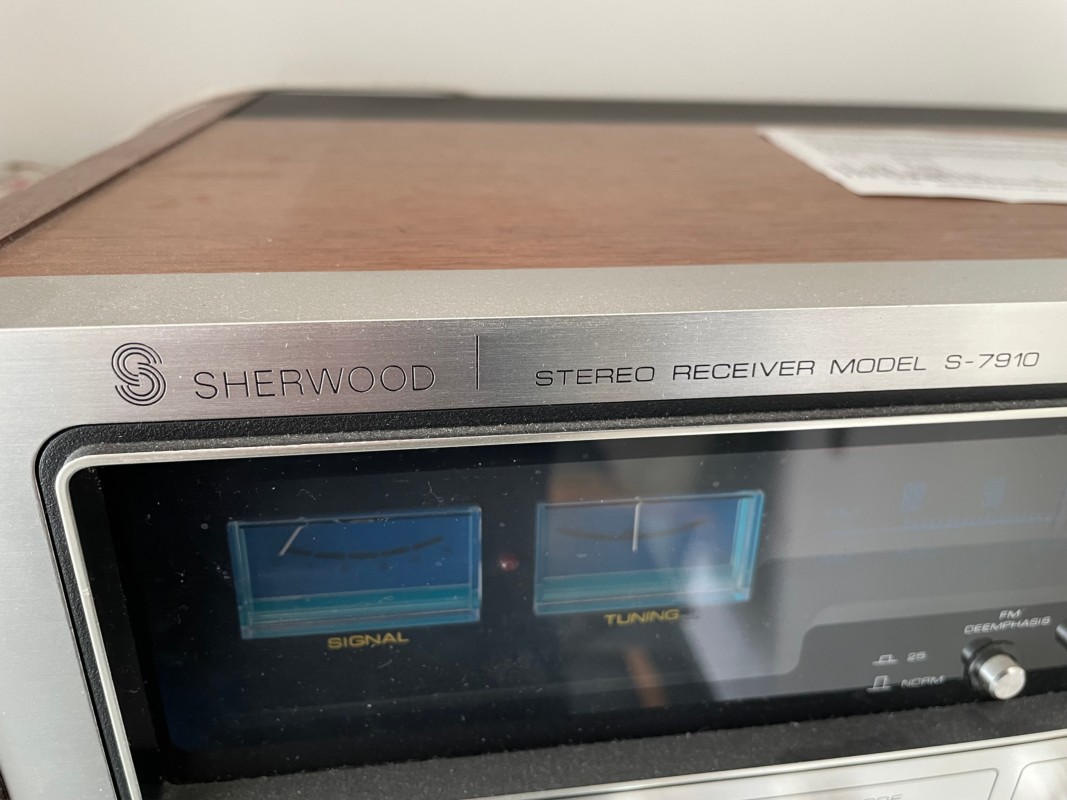 SHERWOOD
STEREO RECEIVER MODEL S-7910
SIGNAL
TUNING
FM
DEEMPHASIS
25
NORM